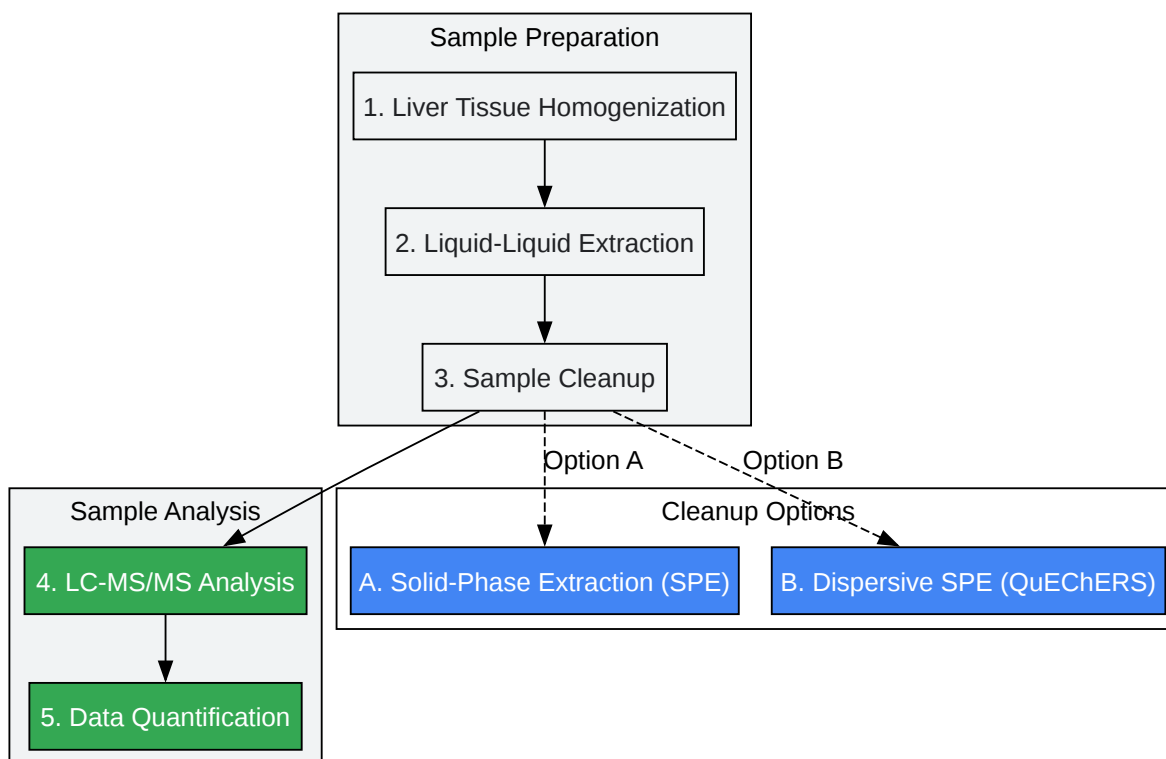 Sample Preparation
1. Liver Tissue Homogenization
2. Liquid-Liquid Extraction
3. Sample Cleanup
Option A
Option B
Sample Analysis
Cleanup Options
4. LC-MS/MS Analysis
A. Solid-Phase Extraction (SPE)
B. Dispersive SPE (QuEChERS)
5. Data Quantification